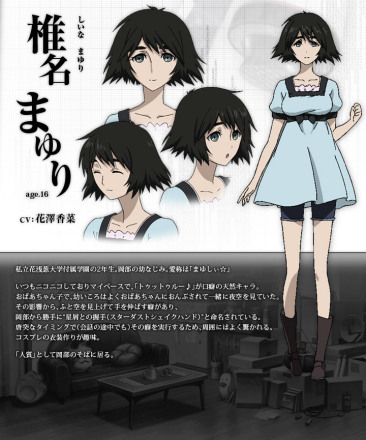 しいな まゆり
椎名
まゆり
age.16
CV:花澤香菜
私立花浅葱大学付属学園の2年生。岡部の幼なじみ。愛称は「まゆしぃ☆」
いつもニコニコしておりマイペースで、「トゥットゥルー♪」が口癖の天然キャラ。
おばあちゃん子で、幼いころはよくおばあちゃんにおんぶされて一緒に夜空を見ていた。
その影響から、ふと空を見上げて手を伸ばす癖があり、
岡部から勝手に“星屑との握手(スターダストシェイクハンド)”と命名されている。
唐突なタイミングで(会話の途中でも)その癖を実行するため、周囲にはよく驚かれる。
コスプレの衣装作りが趣味。
「人質」として岡部のそばに居る。